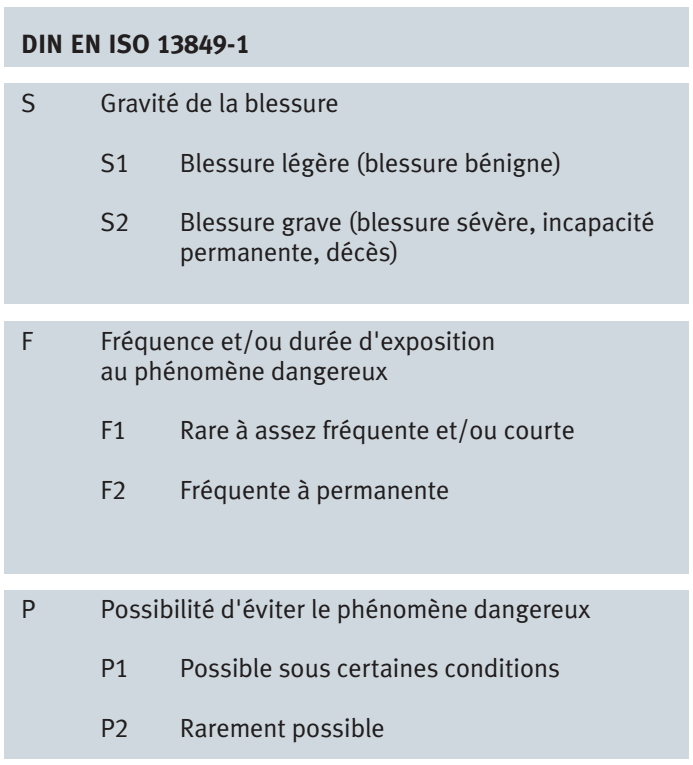 DIN EN ISO 13849-1
S Gravité de la blessure
S1 Blessure légère (blessure bénigne)
S2 Blessure grave (blessure sévère, incapacité
permanente, décès)
F Fréquence et/ou durée d'exposition
au phénomène dangereux
F1 Rare à assez fréquente et/ou courte
F2 Fréquente à permanente
P Possibilité d'éviter le phénomène dangereux
P1 Possible sous certaines conditions
P2 Rarement possible